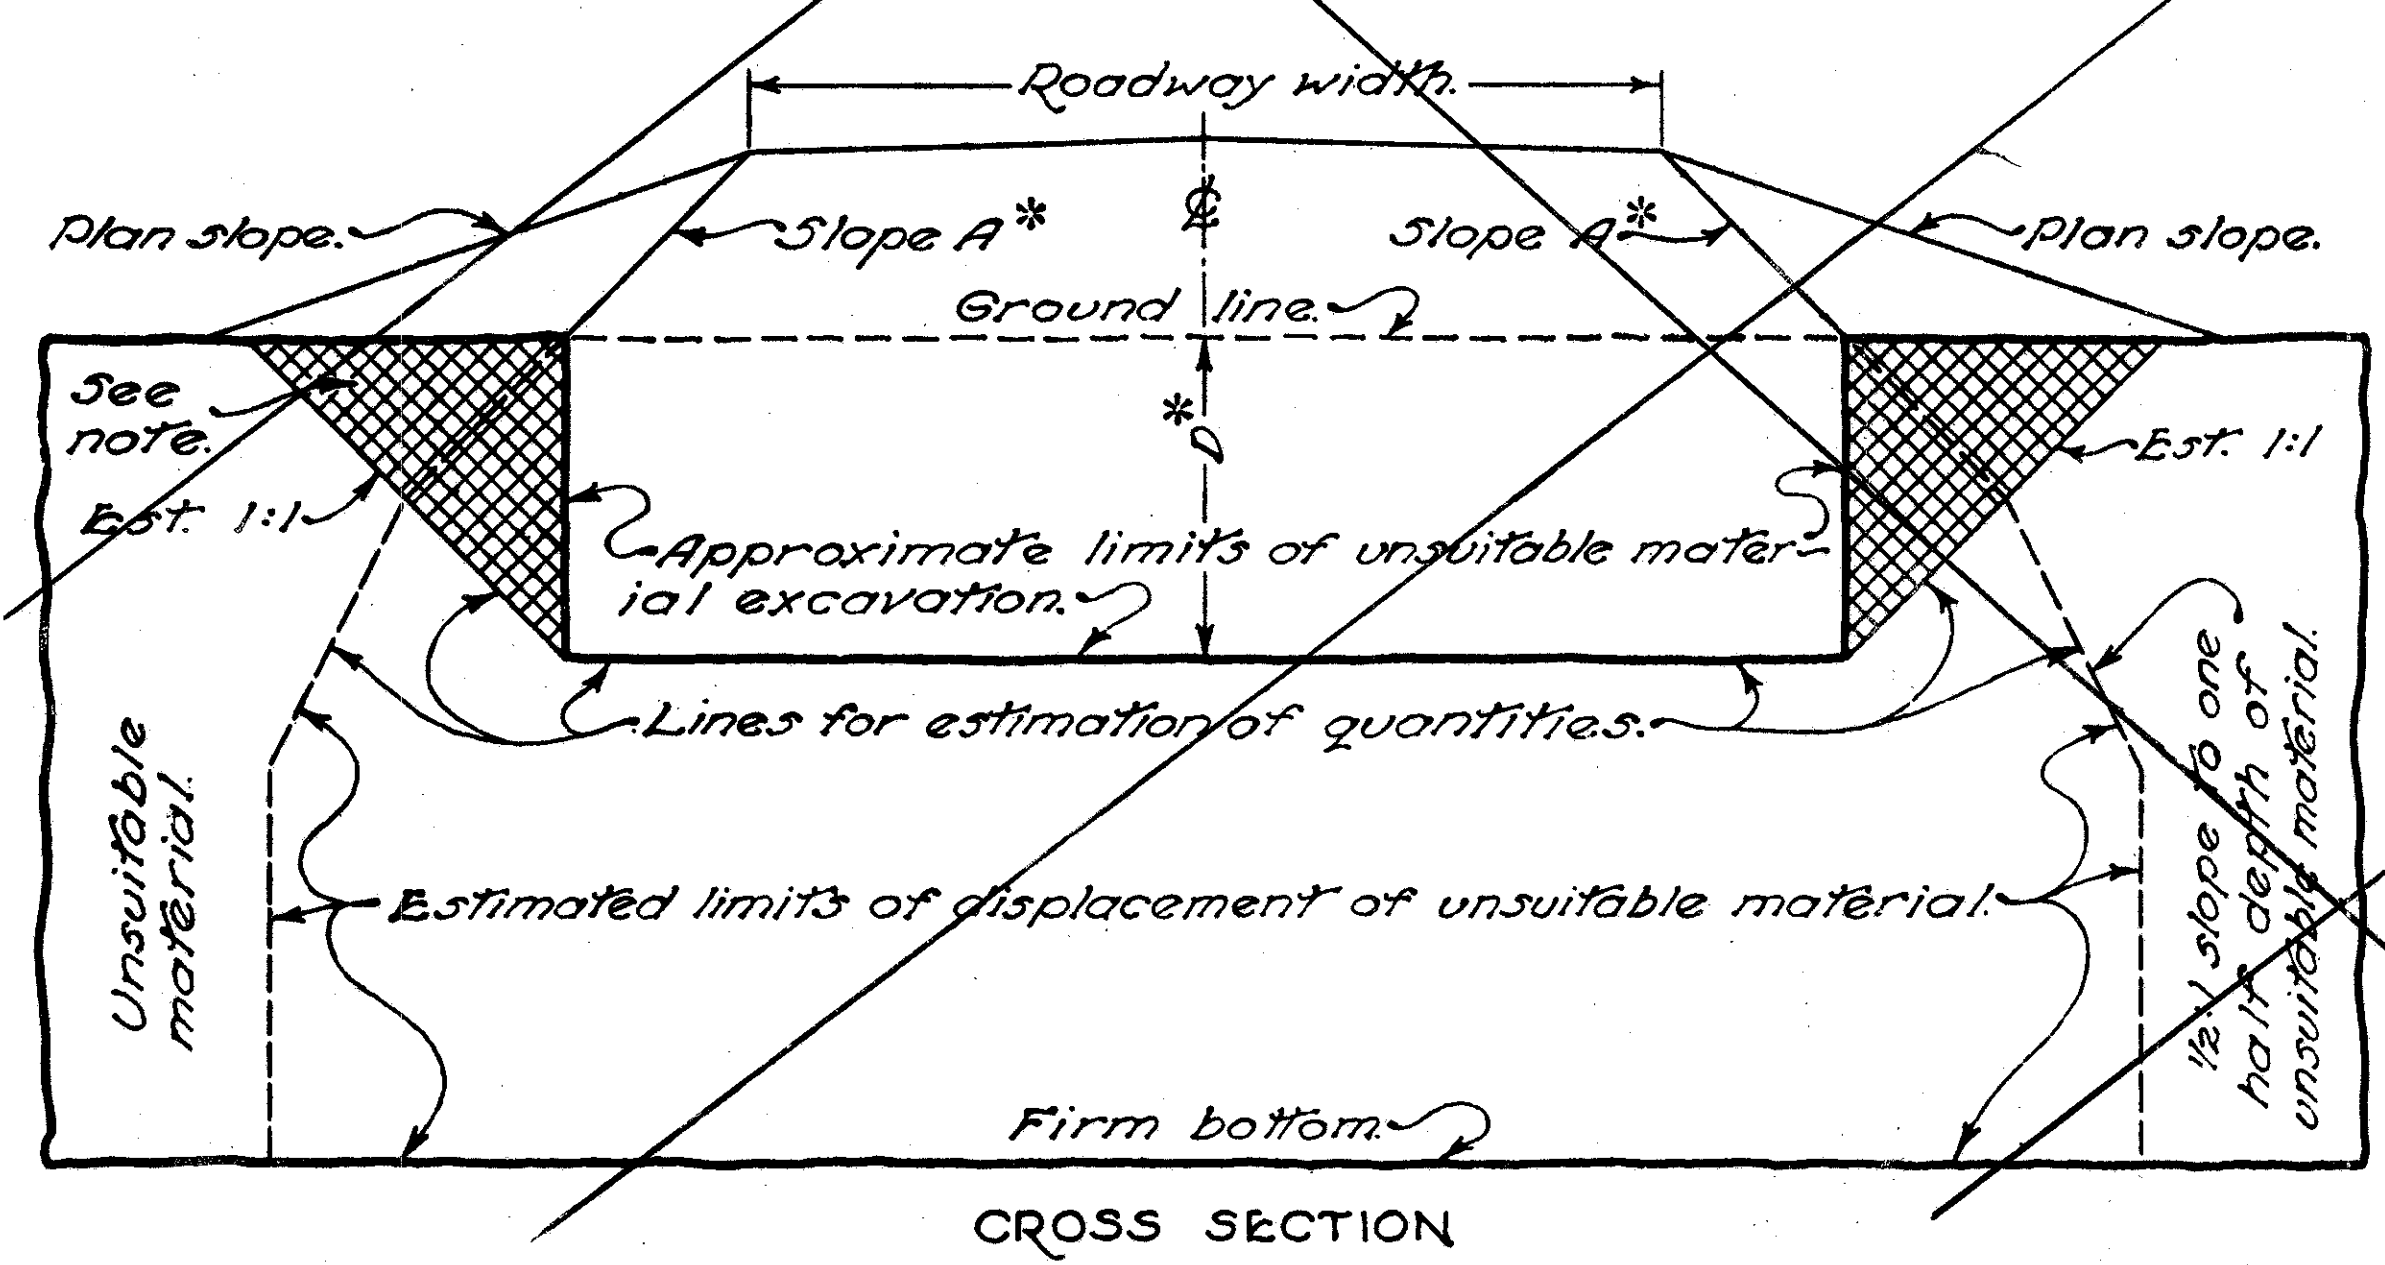 Roadway width.
Plan slope.
Slope A*
℄
Slope A*
Plan slope.
Ground line.
See
note.
*D
Est. 1:1
Est. 1:1
Approximate limits of unsuitable mater-
ial excavation.
Lines for estimation of quantities.
Unsuitable
material.
1/2:1 slope to one
half depth of
unsuitable material.
Estimated limits of displacement of unsuitable material.
Firm bottom.
CROSS SECTION